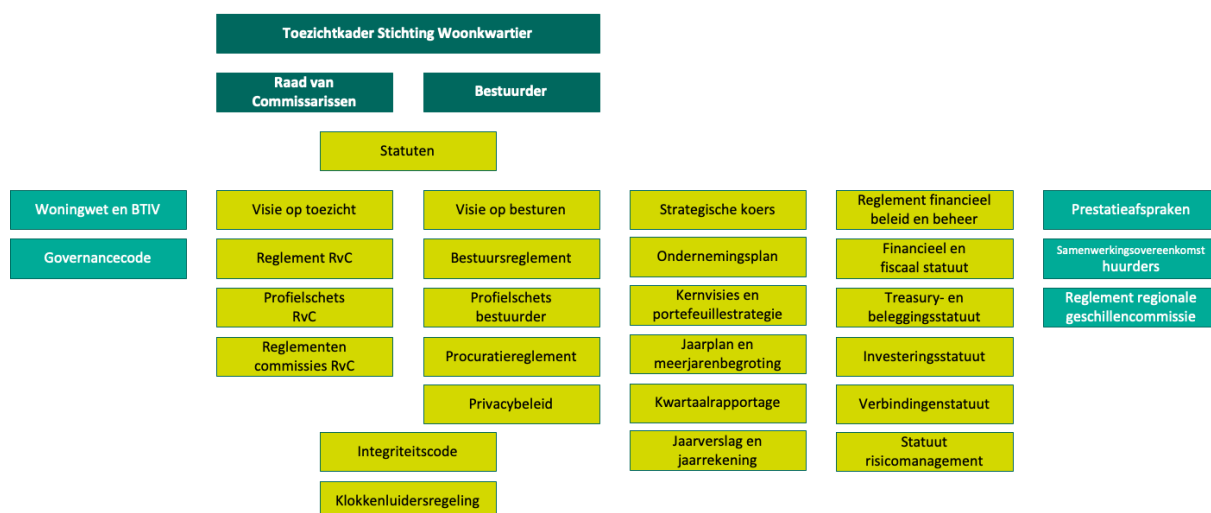 Toezichtkader Stichting Woonkwartier
Raad van
Commissarissen
Bestuurder
Statuten
Woningwet en BTIV
Governancecode
Visie op toezicht
Reglement RvC
Profielschets
RvC
Reglementen
commissies RvC
Visie op besturen
Bestuursreglement
Profielschets
bestuurder
Procuratiereglement
Privacybeleid
Integriteitscode
Klokkenluidersregeling
Strategische koers
Ondernemingsplan
Kernvisies en
portefeuillestrategie
Jaarplan en
meerjarenbegroting
Kwartaalrapportage
Jaarverslag en
jaarrekening
Reglement financieel
beleid en beheer
Financieel en
fiscaal statuut
Treasury- en
beleggingsstatuut
Investeringsstatuut
Verbindingenstatuut
Statuut
risicomanagement
Prestatieafspraken
Samenwerkingsovereenkomst
huurders
Reglement regionale
geschillencommissie